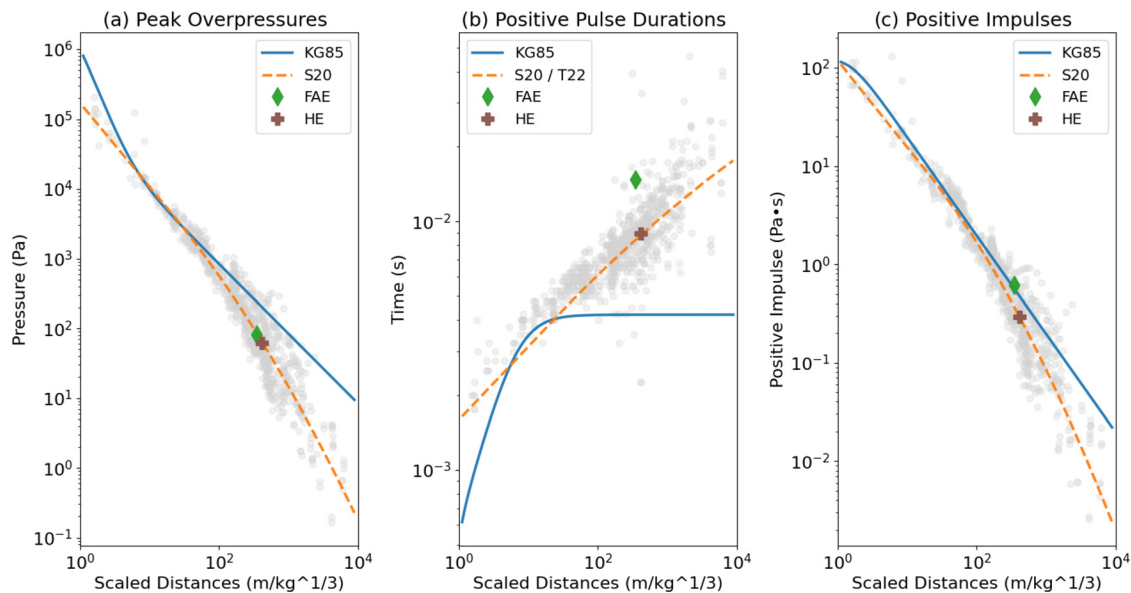 (a) Peak Overpressures
Pressure (Pa)
10^6
10^5
10^4
10^3
10^2
10^1
10^0
10^-1
KG85
S20
FAE
HE
10^0
10^2
10^4
Scaled Distances (m/kg^1/3)
(b) Positive Pulse Durations
Time (s)
10^-2
10^-3
KG85
S20 / T22
FAE
HE
10^0
10^2
10^4
Scaled Distances (m/kg^1/3)
(c) Positive Impulses
Positive Impulse (Pa•s)
10^2
10^1
10^0
10^-1
10^-2
KG85
S20
FAE
HE
10^0
10^2
10^4
Scaled Distances (m/kg^1/3)